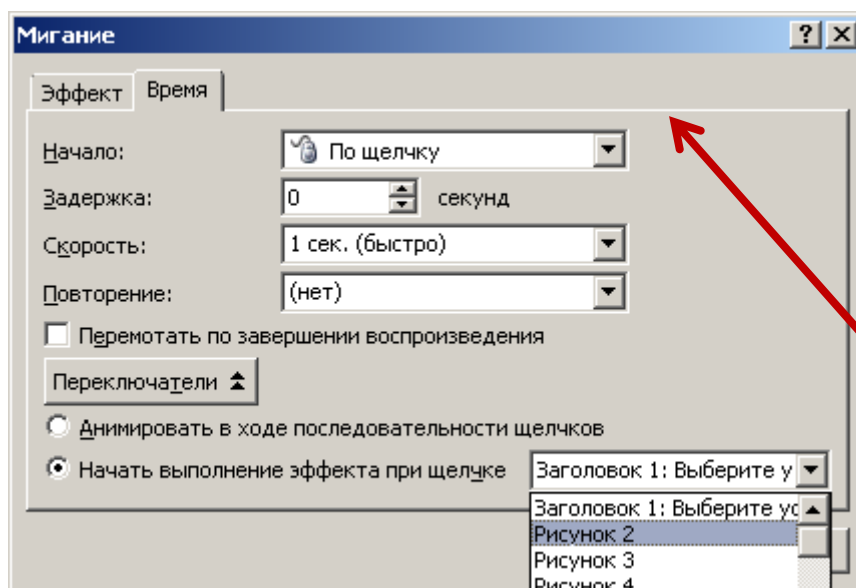 Мигание
Эффект Время
Начало: По щелчку
Задержка: 0 секунд
Скорость: 1 сек. (быстро)
Повторение: (нет)
Перемотать по завершении воспроизведения
Переключатели
Анимировать в ходе последовательности щелчков
Начать выполнение эффекта при щелчке Заголовок 1: Выберите у
Заголовок 1: Выберите ус
Рисунок 2
Рисунок 3
Рисунок 4